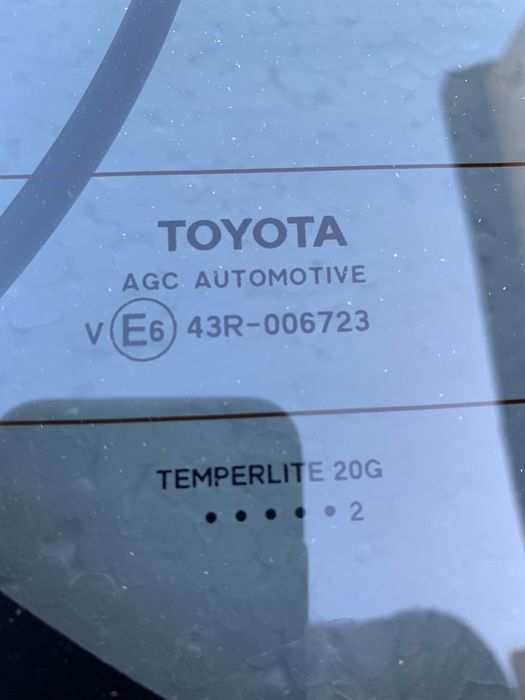 TOYOTA
AGC AUTOMOTIVE
V E6 43R-006723
TEMPERLITE 20G
• • • • • 2